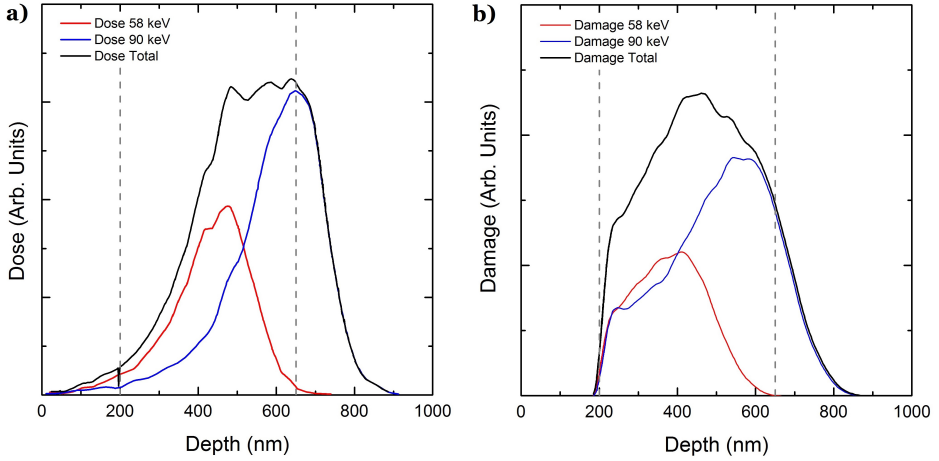 a)
Dose 58 keV
Dose 90 keV
Dose Total
Dose (Arb. Units)
0 200 400 600 800 1000
Depth (nm)
b)
Damage 58 keV
Damage 90 keV
Damage Total
Damage (Arb. Units)
0 200 400 600 800 1000
Depth (nm)